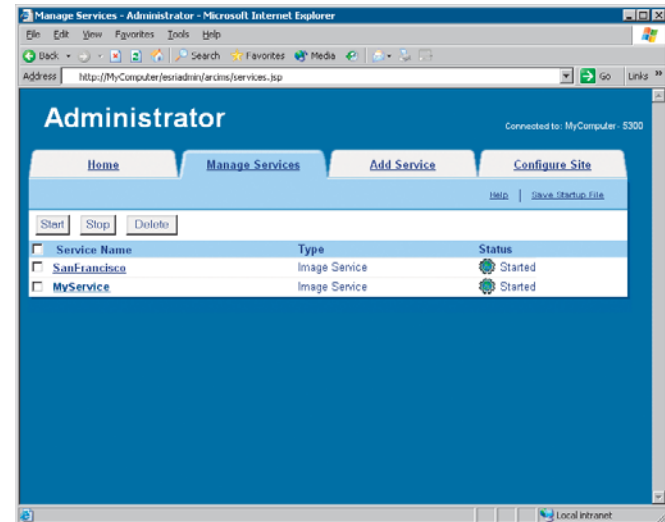 Manage Services - Administrator - Microsoft Internet Explorer
File Edit View Favorites Tools Help
Back Search Favorites Media
Address http://MyComputer/esriadmin/arcims/services.jsp Go Links »
Administrator
Connected to: MyComputer - 5300
Home Manage Services Add Service Configure Site
Help | Save Startup File
Start Stop Delete
Service Name Type Status
SanFrancisco Image Service Started
MyService Image Service Started
Local intranet